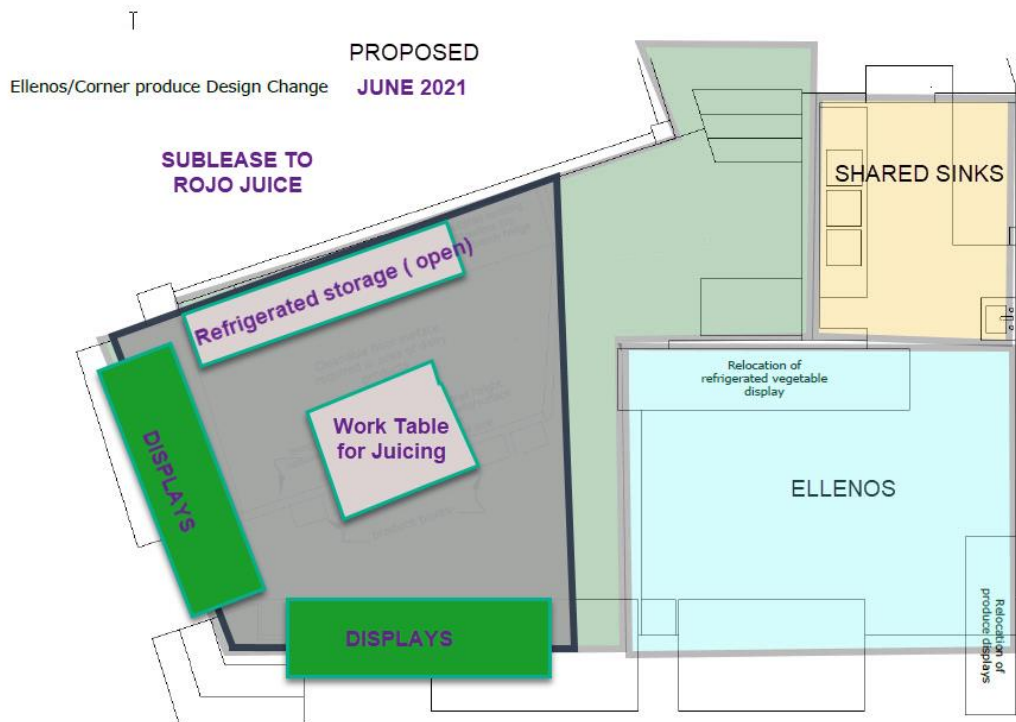 PROPOSED
Ellenos/Corner produce Design Change
JUNE 2021
SUBLEASE TO
ROJO JUICE
SHARED SINKS
Refrigerated storage ( open)
Relocation of
refrigerated vegetable
display
Work Table
for Juicing
DISPLAYS
ELLENOS
DISPLAYS
Relocation of
produce displays